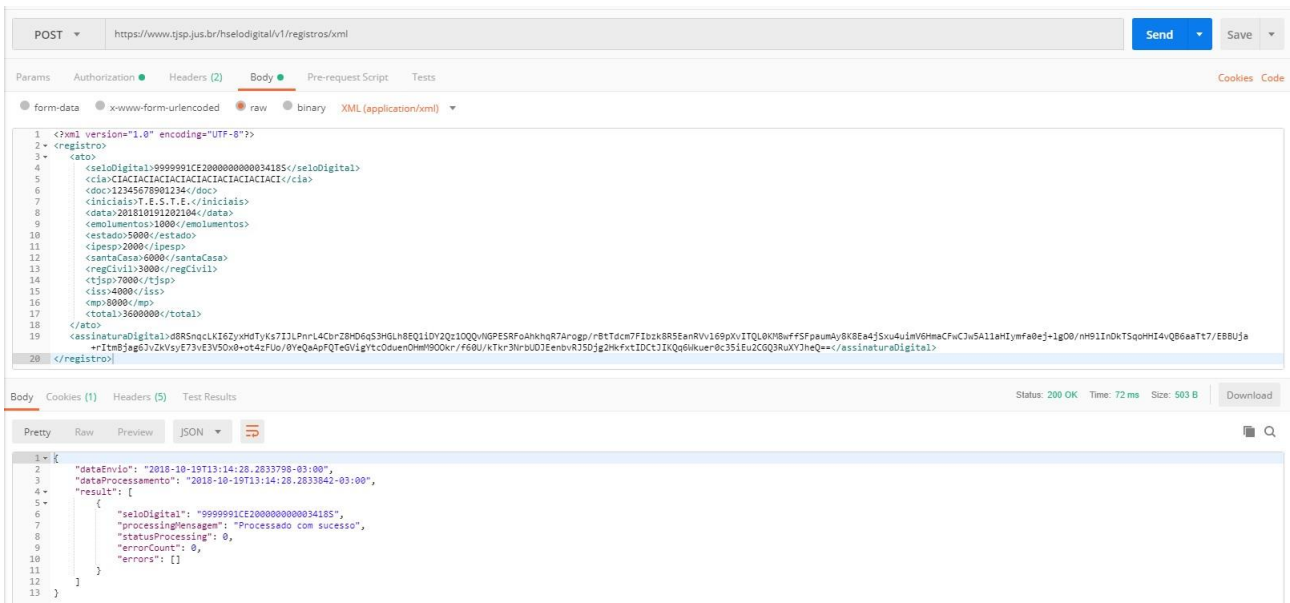 POST https://www.tjsp.jus.br/hselodigital/v1/registros/xml Send Save
Params Authorization Headers (2) Body Pre-request Script Tests Cookies Code
form-data x-www-form-urlencoded raw binary XML (application/xml)
1 <?xml version="1.0" encoding="UTF-8"?>
2 <registro>
3 <ato>
4 <seloDigital>9999991CE200000000003418S</seloDigital>
5 <cia>CIACIACIACIACIACIACIACIACIACIACI</cia>
6 <doc>12345678901234</doc>
7 <iniciais>T.E.S.T.E.</iniciais>
8 <data>201810191202104</data>
9 <emolumentos>1000</emolumentos>
10 <estado>5000</estado>
11 <ipesp>2000</ipesp>
12 <santaCasa>6000</santaCasa>
13 <regCivil>3000</regCivil>
14 <tjsp>7000</tjsp>
15 <iss>4000</iss>
16 <mp>8000</mp>
17 <total>3600000</total>
18 </ato>
19 <assinaturaDigital>
</assinaturaDigital>
20 </registro>
Body Cookies (1) Headers (5) Test Results Status: 200 OK Time: 72 ms Size: 503 B Download
Pretty Raw Preview JSON
1 {
2 "dataEnvio": "2018-10-19T13:14:28.2833798-03:00",
3 "dataProcessamento": "2018-10-19T13:14:28.2833842-03:00",
4 "result": [
5 {
6 "seloDigital": "9999991CE200000000003418S",
7 "processingMensagem": "Processado com sucesso",
8 "statusProcessing": 0,
9 "errorCount": 0,
10 "errors": []
11 }
12 ]
13 }